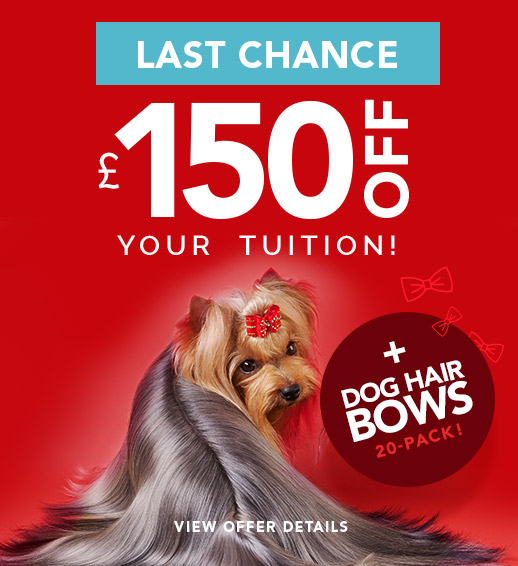 LAST CHANCE
£150 OFF
YOUR TUITION!
+
DOG HAIR
BOWS
20-PACK!
VIEW OFFER DETAILS